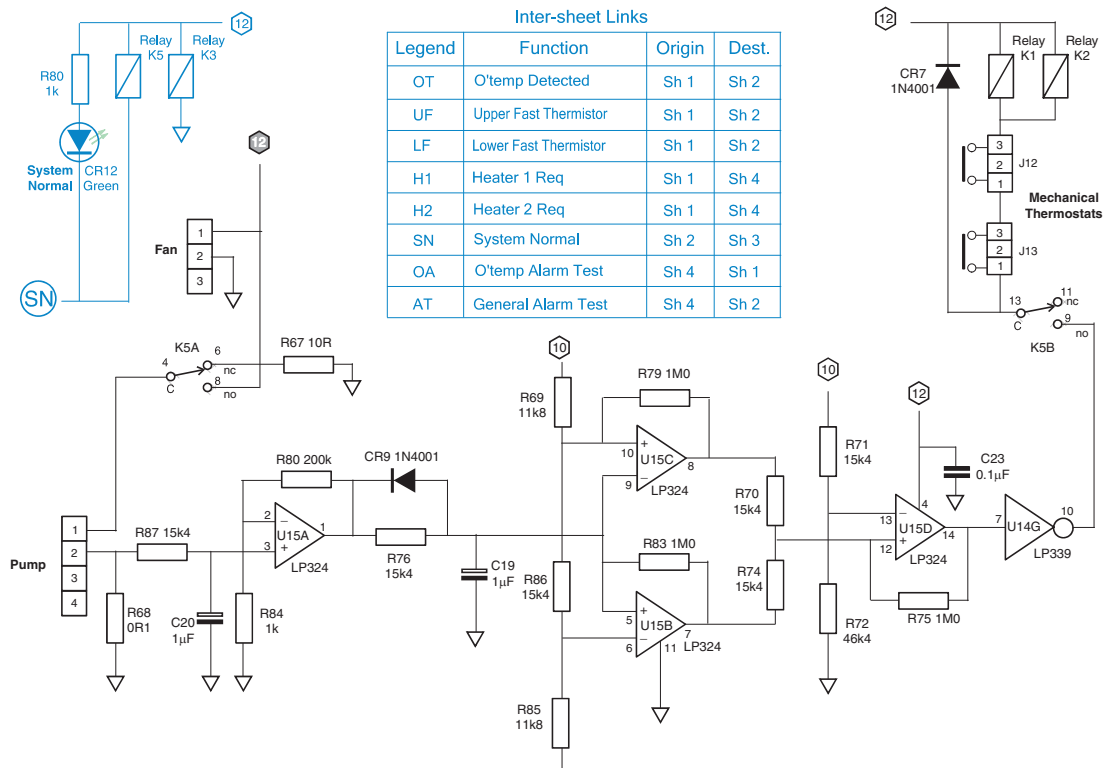 Inter-sheet Links
Legend Function Origin Dest.
OT O'temp Detected Sh 1 Sh 2
UF Upper Fast Thermistor Sh 1 Sh 2
LF Lower Fast Thermistor Sh 1 Sh 2
H1 Heater 1 Req Sh 1 Sh 4
H2 Heater 2 Req Sh 1 Sh 4
SN System Normal Sh 2 Sh 3
OA O'temp Alarm Test Sh 4 Sh 1
AT General Alarm Test Sh 4 Sh 2
12
Relay
K5
Relay
K3
R80
1k
System
Normal
CR12
Green
SN
12
Fan
1
2
3
K5A
4
C
6
nc
8
no
R67 10R
12
Relay
K1
Relay
K2
CR7
1N4001
3
2
1
J12
Mechanical
Thermostats
3
2
1
J13
13
C
11
nc
9
no
K5B
Pump
1
2
3
4
R87 15k4
R68
0R1
C20
1µF
R84
1k
R80 200k
2
−
3
+
U15A
1
LP324
CR9 1N4001
R76
15k4
C19
1µF
10
R69
11k8
R86
15k4
R85
11k8
R79 1M0
+
10
U15C
9
−
8
LP324
R83 1M0
+
5
U15B
6
−
7
11
LP324
R70
15k4
R74
15k4
10
R71
15k4
R72
46k4
12
C23
0.1µF
4
−
13
U15D
12
+
14
LP324
R75 1M0
7
U14G
10
LP339